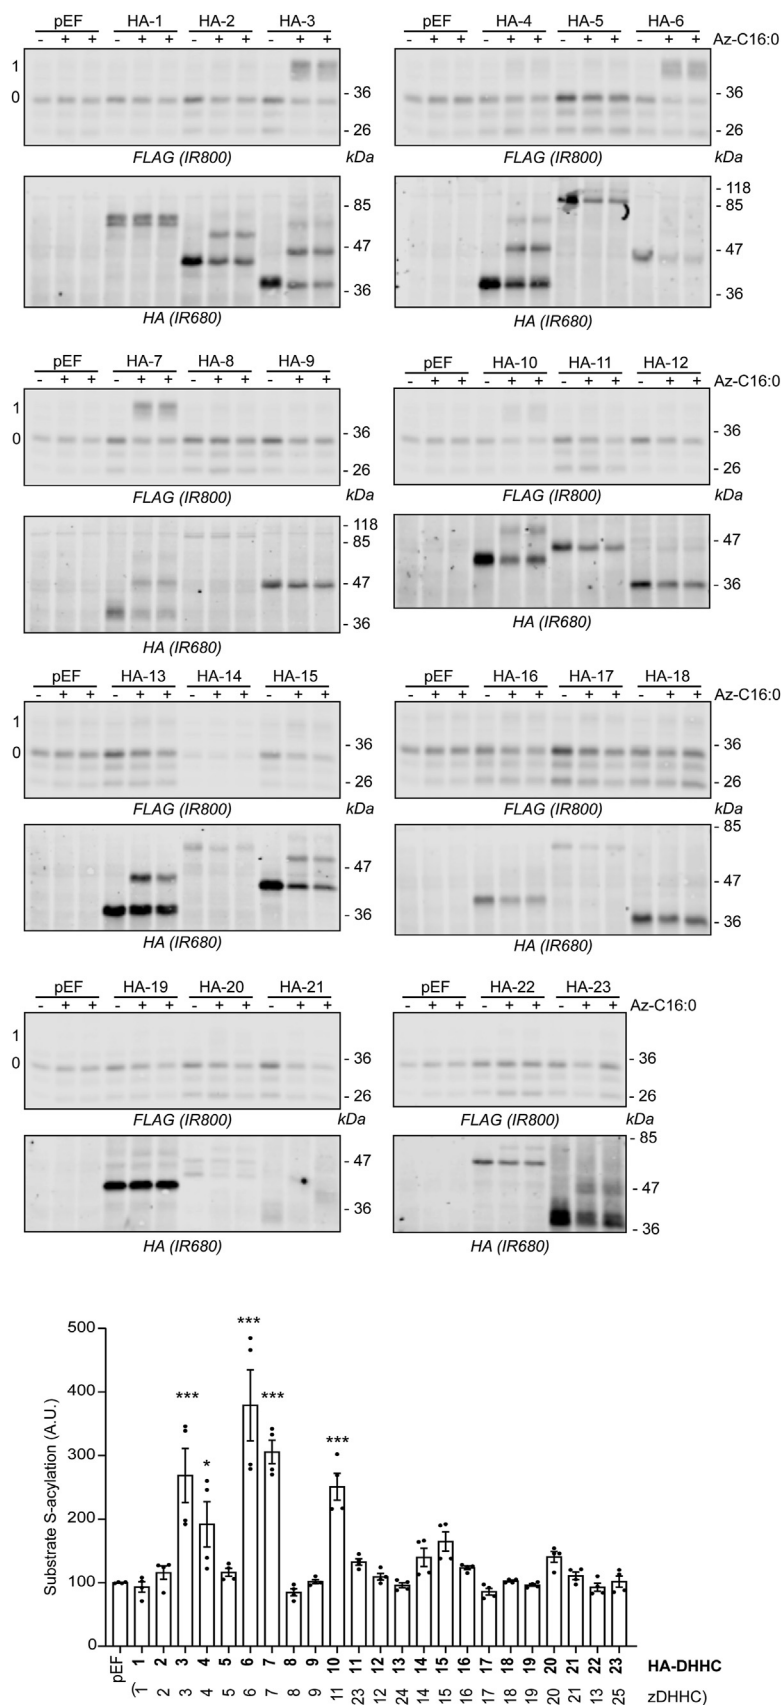 pEF HA-1 HA-2 HA-3 pEF HA-4 HA-5 HA-6
- + + - + + - + + - + + - + + - + + - + + - + + Az-C16:0
1
0 - 36 - 36
- 26 - 26
FLAG (IR800) kDa FLAG (IR800) kDa
- 85 - 118
- 85
- 47 - 47
- 36 - 36
HA (IR680) HA (IR680)
pEF HA-7 HA-8 HA-9 pEF HA-10 HA-11 HA-12
- + + - + + - + + - + + - + + - + + - + + - + + Az-C16:0
1
0 - 36 - 36
- 26 - 26
FLAG (IR800) kDa FLAG (IR800) kDa
- 118
- 85 - 47
- 47 - 36
- 36
HA (IR680) HA (IR680)
pEF HA-13 HA-14 HA-15 pEF HA-16 HA-17 HA-18
- + + - + + - + + - + + - + + - + + - + + - + + Az-C16:0
1
0 - 36 - 36
- 26 - 26
FLAG (IR800) kDa FLAG (IR800) kDa
- 85
- 47 - 47
- 36 - 36
HA (IR680) HA (IR680)
pEF HA-19 HA-20 HA-21 pEF HA-22 HA-23
- + + - + + - + + - + + - + + - + + - + + Az-C16:0
1
0 - 36 - 36
- 26 - 26
FLAG (IR800) kDa FLAG (IR800) kDa
- 85
- 47 - 47
- 36 - 36
HA (IR680) HA (IR680)
Substrate S-acylation (A.U.)
500
400
300
200
100
0
*** * *** *** ***
pEF 1 2 3 4 5 6 7 8 9 10 11 12 13 14 15 16 17 18 19 20 21 22 23 HA-DHHC
(1 2 3 4 5 6 7 8 9 11 23 12 24 14 15 16 17 18 19 20 21 13 25 zDHHC)